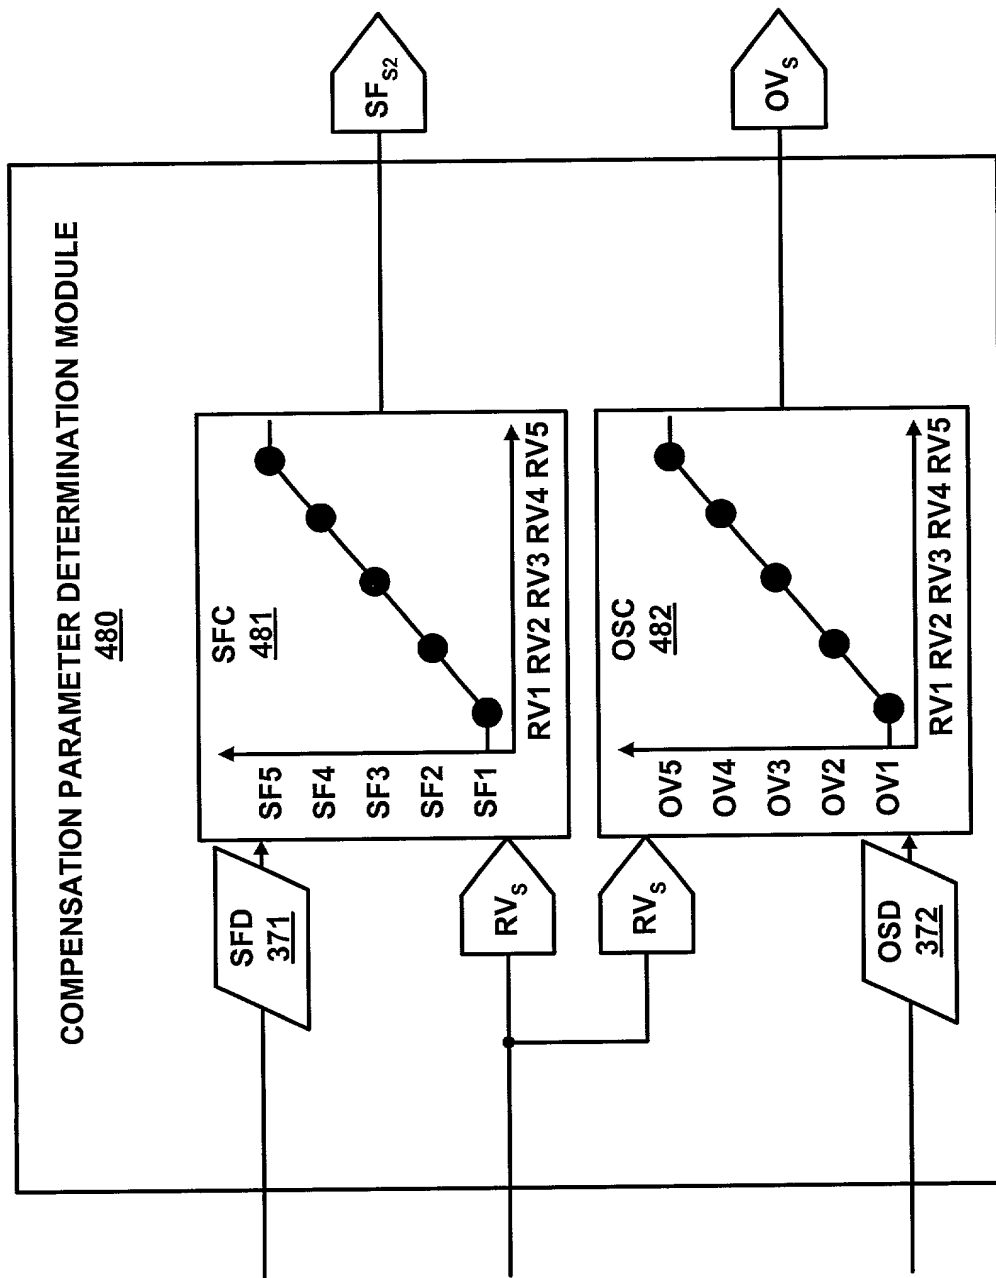 COMPENSATION PARAMETER DETERMINATION MODULE
480
SFD
371
SFC
481
SF5
SF4
SF3
SF2
SF1
RV1 RV2 RV3 RV4 RV5
SFS2
RVS
RVS
OSC
482
OV5
OV4
OV3
OV2
OV1
RV1 RV2 RV3 RV4 RV5
OVS
OSD
372